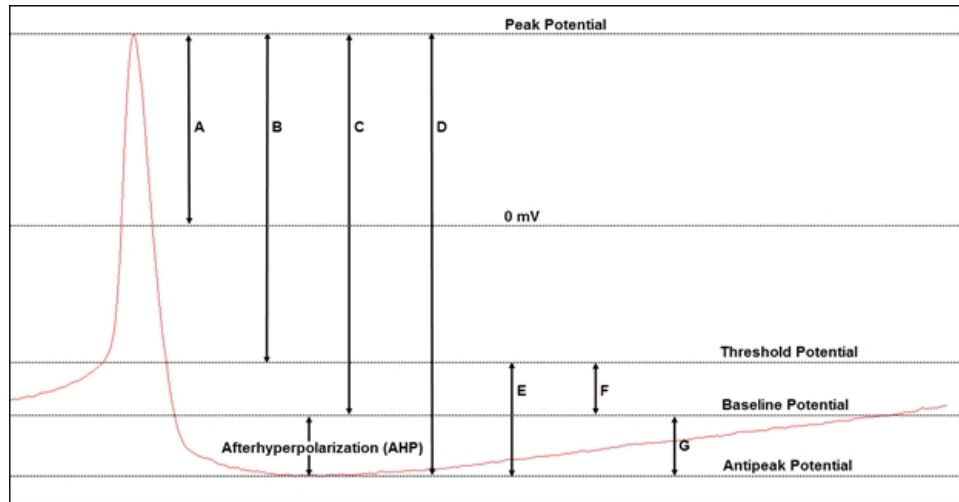 Peak Potential
A
B
C
D
0 mV
Threshold Potential
E
F
Baseline Potential
Afterhyperpolarization (AHP)
G
Antipeak Potential